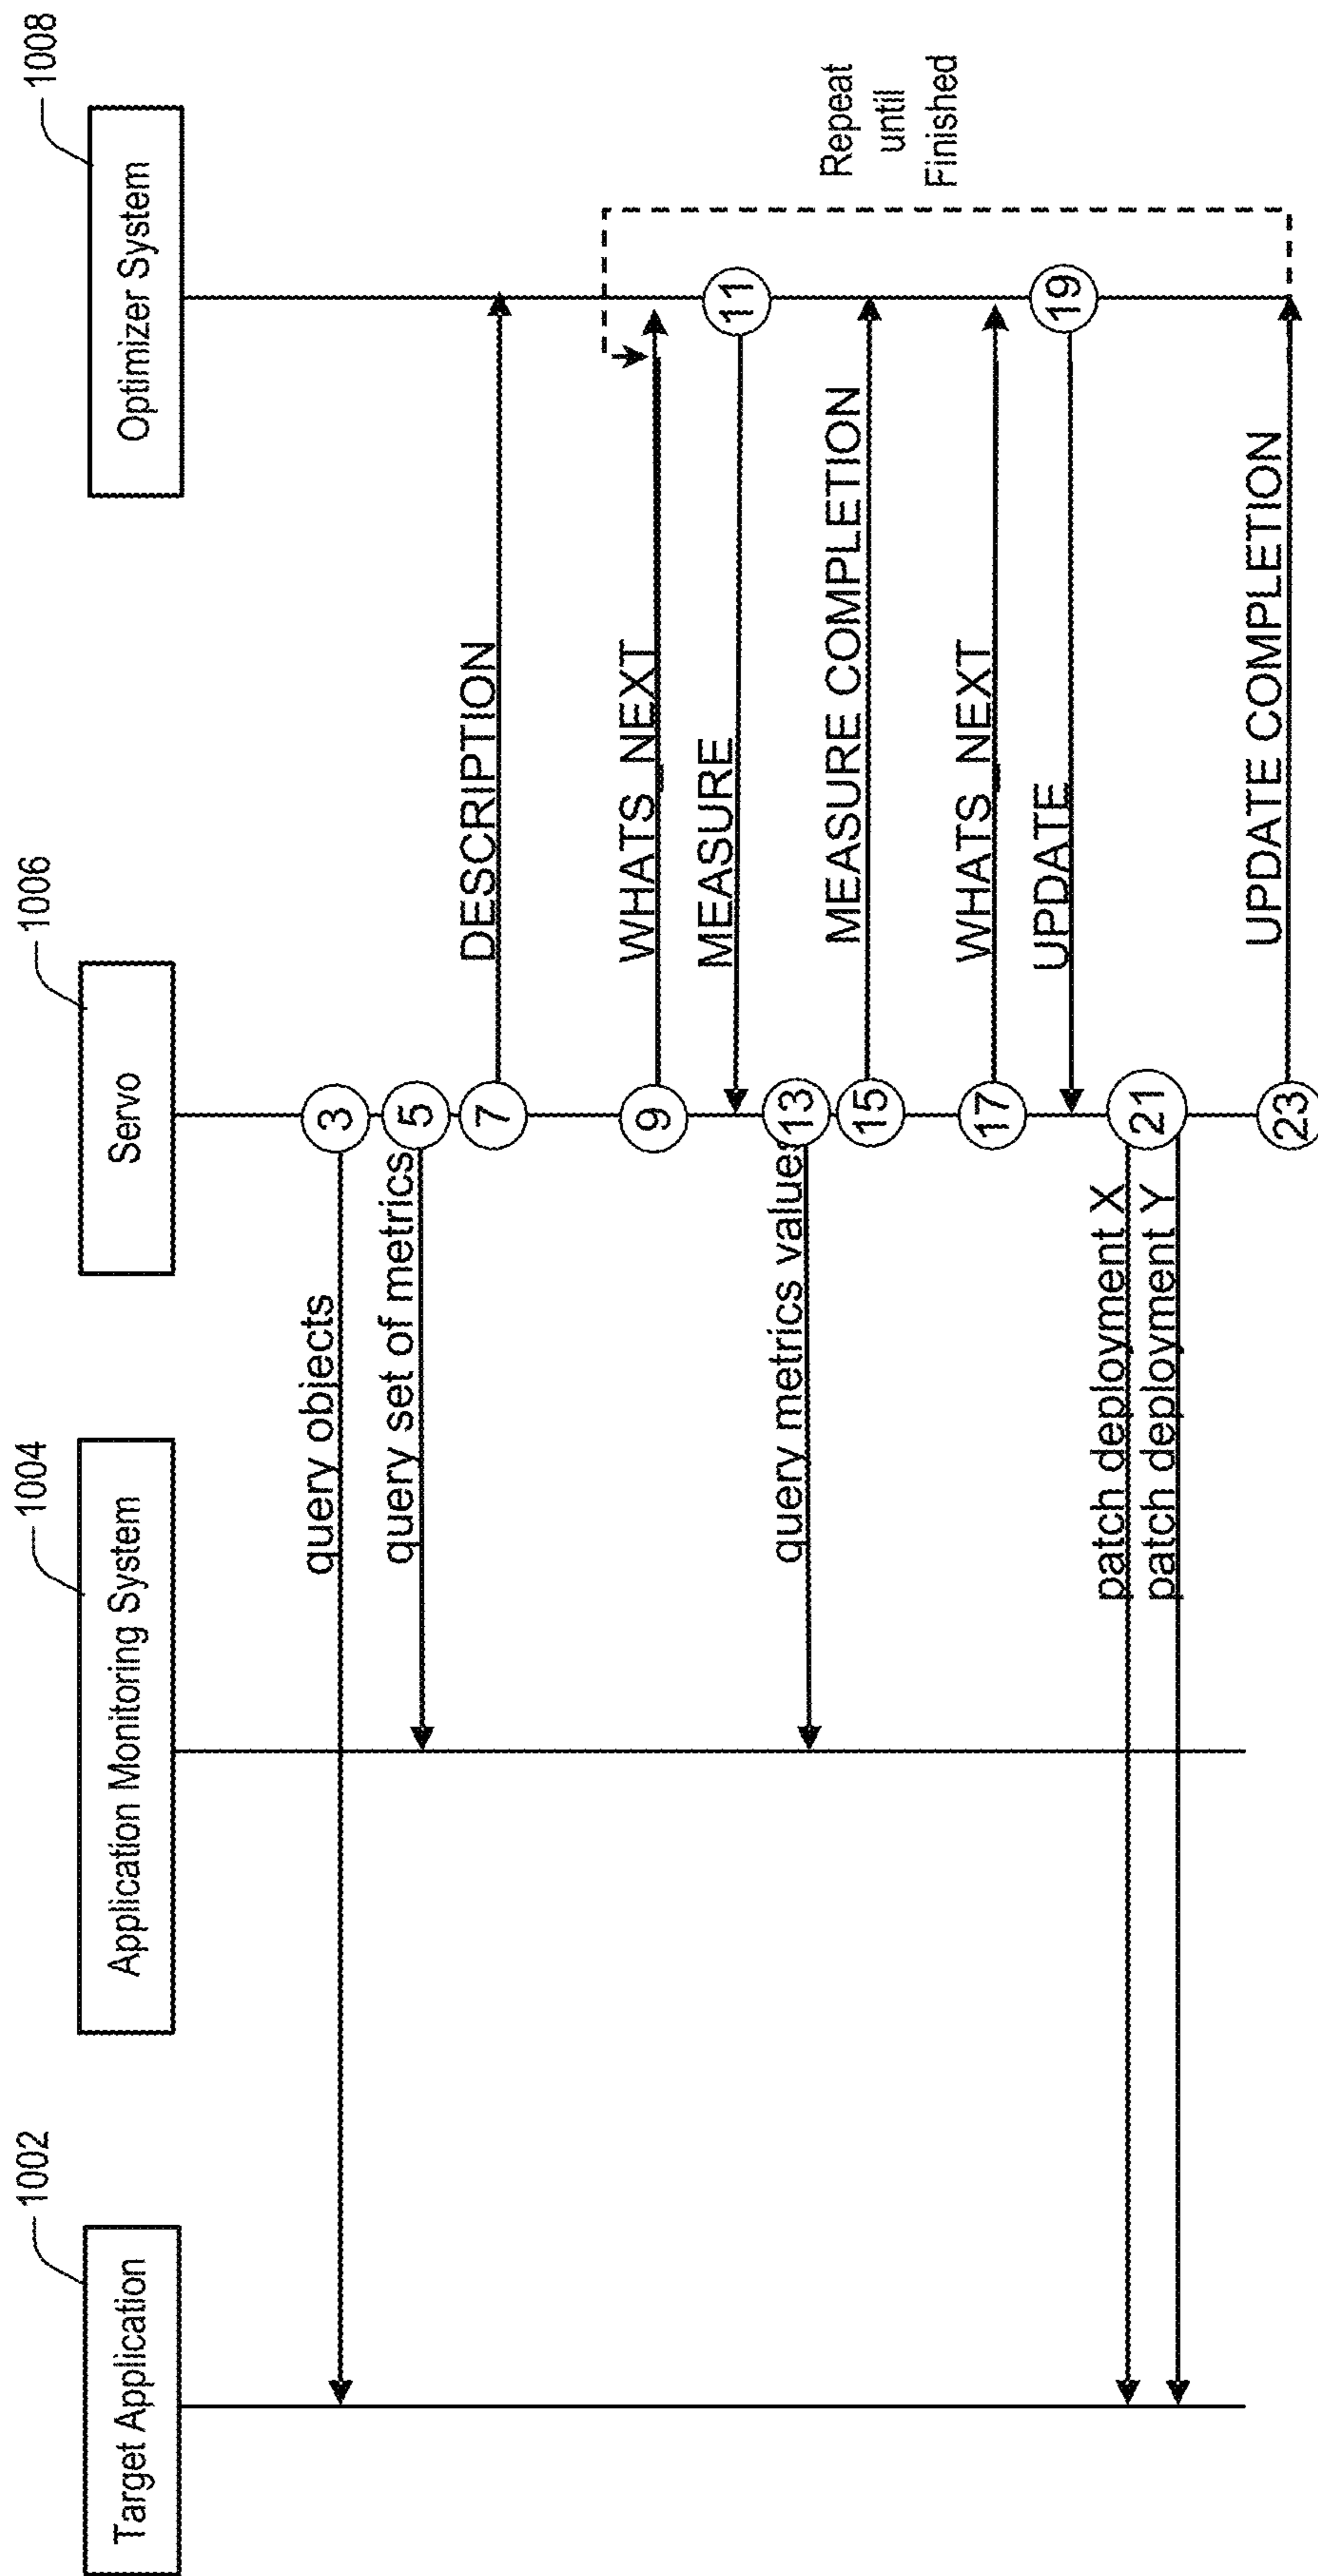 1002
1004
1006
1008
Target Application
Application Monitoring System
Servo
Optimizer System
3
query objects
5
query set of metrics
7
DESCRIPTION
9
WHATS_NEXT
11
MEASURE
13
query metrics values
15
MEASURE COMPLETION
17
WHATS_NEXT
19
UPDATE
21
patch deployment X
patch deployment Y
23
UPDATE COMPLETION
Repeat
until
Finished